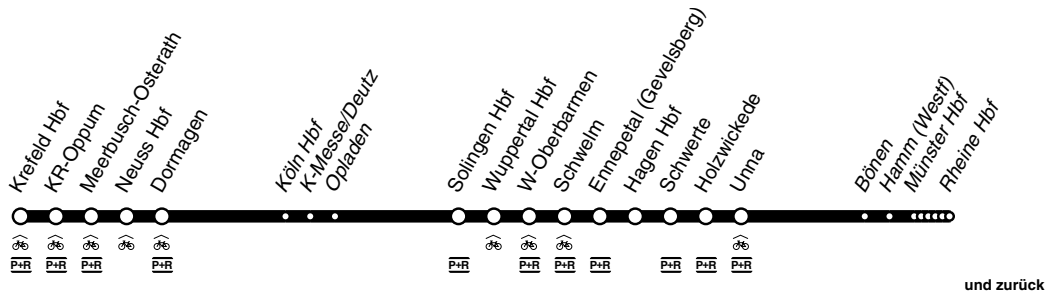 Krefeld Hbf
KR-Oppum
Meerbusch-Osterath
Neuss Hbf
Dormagen
Köln Hbf
K-Messe/Deutz
Opladen
Solingen Hbf
Wuppertal Hbf
W-Oberbarmen
Schwelm
Ennepetal (Gevelsberg)
Hagen Hbf
Schwerte
Holzwickede
Unna
Bönen
Hamm (Westf)
Münster Hbf
Rheine Hbf
P+R P+R P+R P+R P+R P+R P+R P+R P+R P+R P+R
und zurück